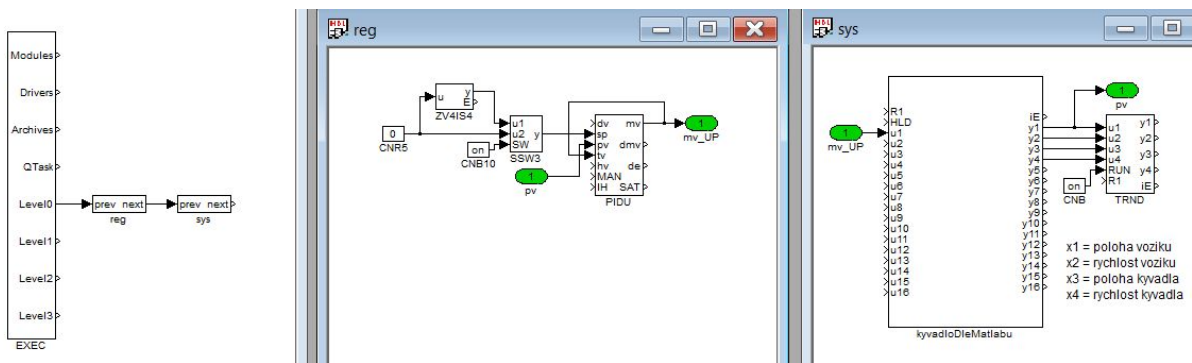 Modules
Drivers
Archives
QTask
Level0
Level1
Level2
Level3
EXEC
prev next
reg
prev next
sys
reg
u
y
E
ZV4IS4
0
CNR5
on
CNB10
u1
u2
SW
y
SSW3
1
pv
dv
sp
pv
tv
hv
MAN
IH
mv
dmv
de
SAT
PIDU
1
mv_UP
sys
1
mv_UP
R1
HLD
u1
u2
u3
u4
u5
u6
u7
u8
u9
u10
u11
u12
u13
u14
u15
u16
iE
y1
y2
y3
y4
y5
y6
y7
y8
y9
y10
y11
y12
y13
y14
y15
y16
kyvadloDleMatlabu
1
pv
on
CNB
u1
u2
u3
u4
RUN
R1
y1
y2
y3
y4
iE
TRND
x1 = poloha voziku
x2 = rychlost voziku
x3 = poloha kyvadla
x4 = rychlost kyvadla